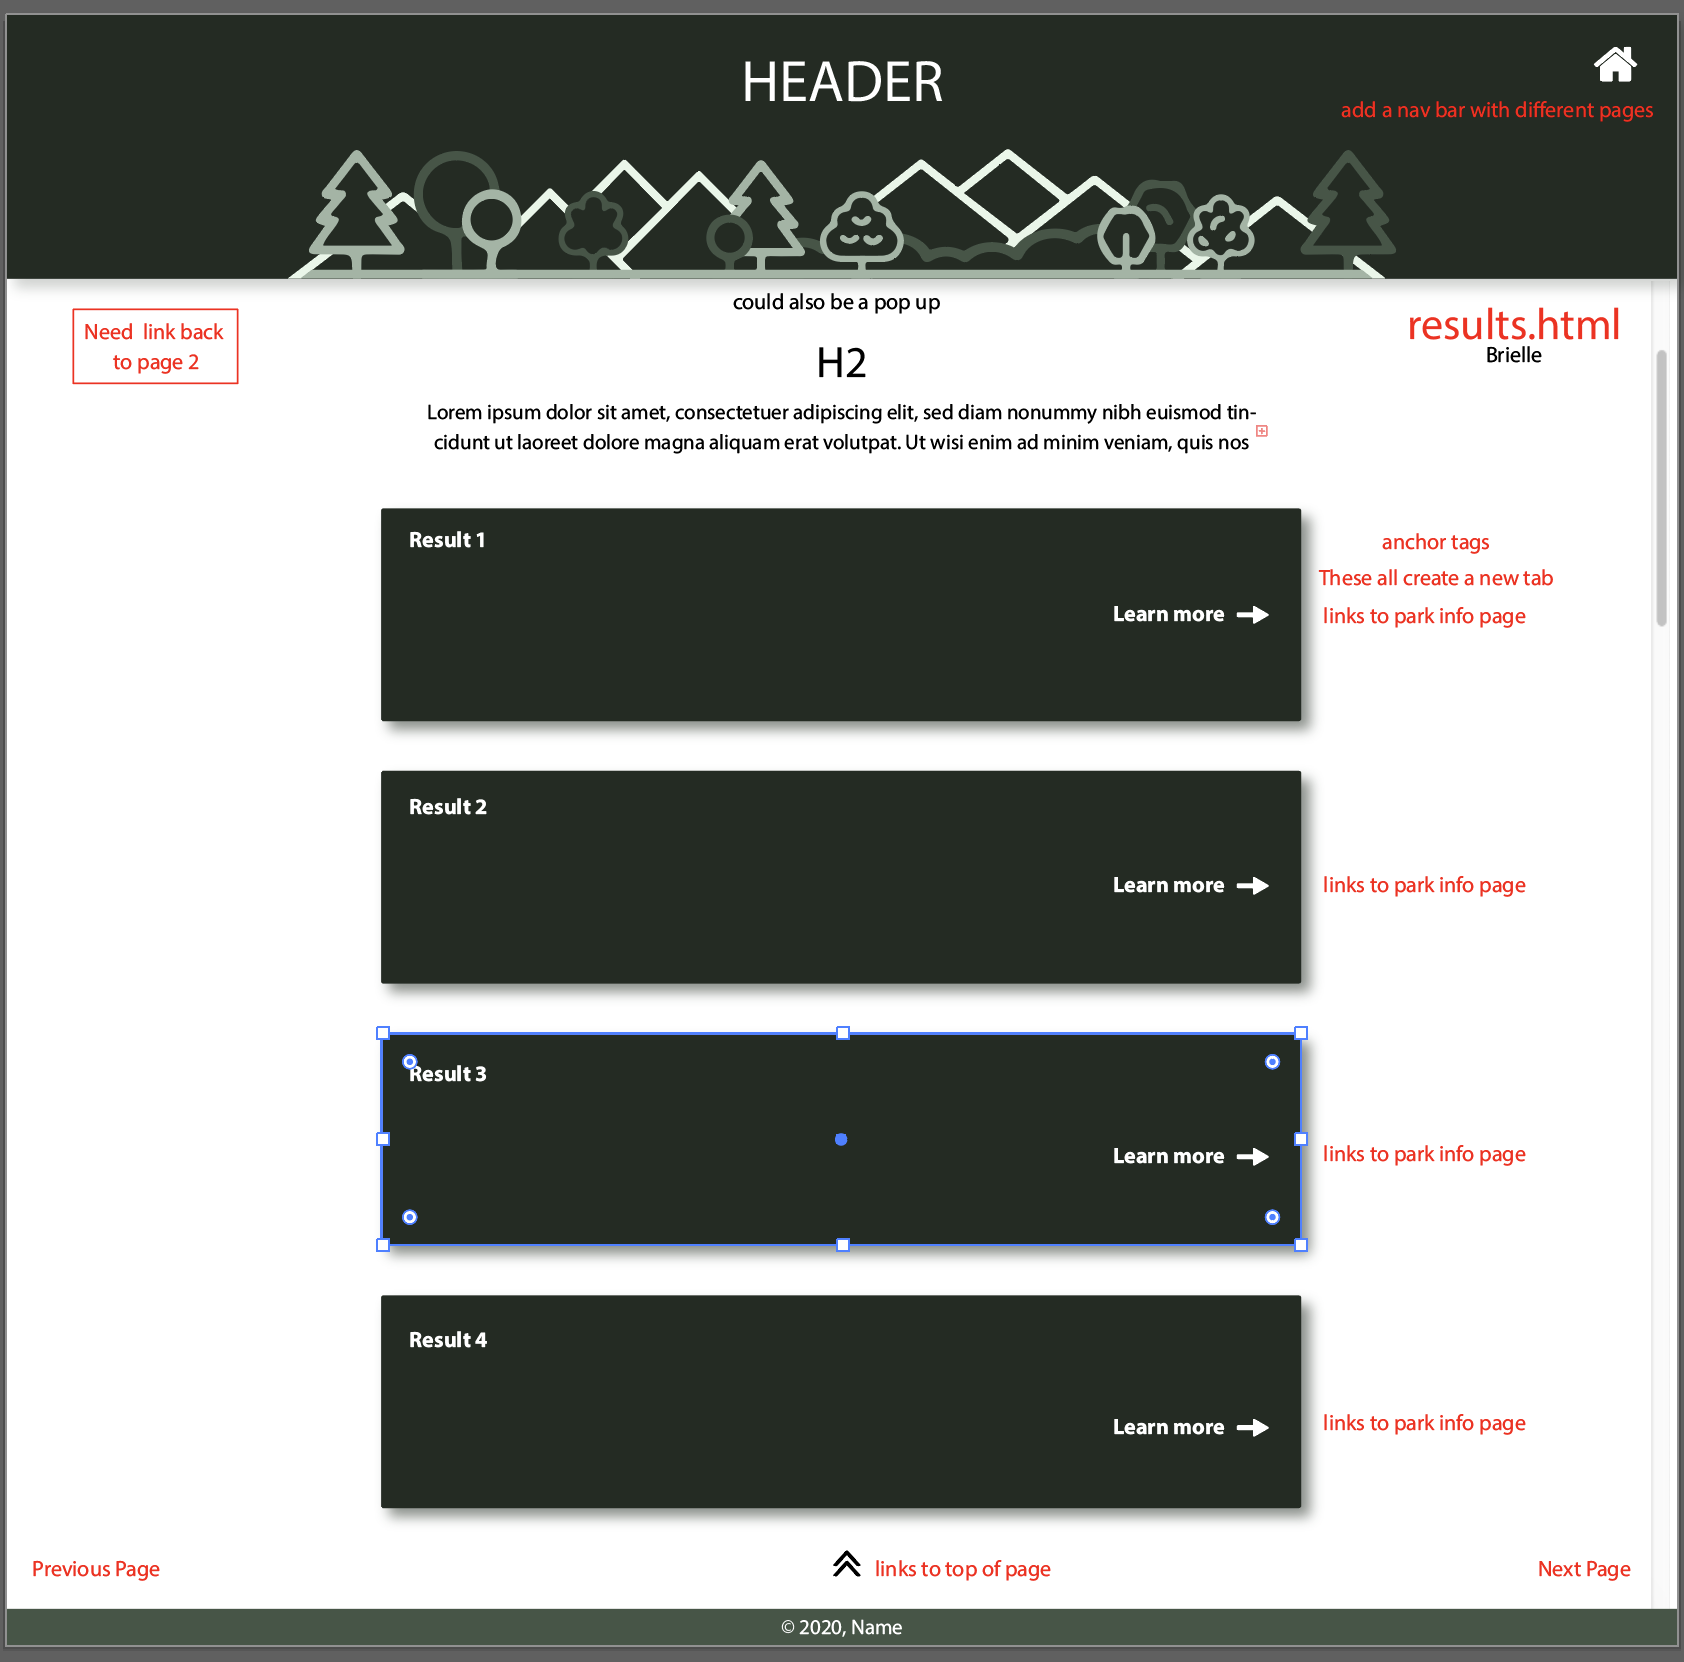 HEADER
add a nav bar with different pages
could also be a pop up
Need link back
to page 2
results.html
Brielle
H2
Lorem ipsum dolor sit amet, consectetuer adipiscing elit, sed diam nonummy nibh euismod tin-
cidunt ut laoreet dolore magna aliquam erat volutpat. Ut wisi enim ad minim veniam, quis nos
Result 1
anchor tags
These all create a new tab
Learn more
links to park info page
Result 2
Learn more
links to park info page
Result 3
Learn more
links to park info page
Result 4
Learn more
links to park info page
Previous Page
links to top of page
Next Page
© 2020, Name